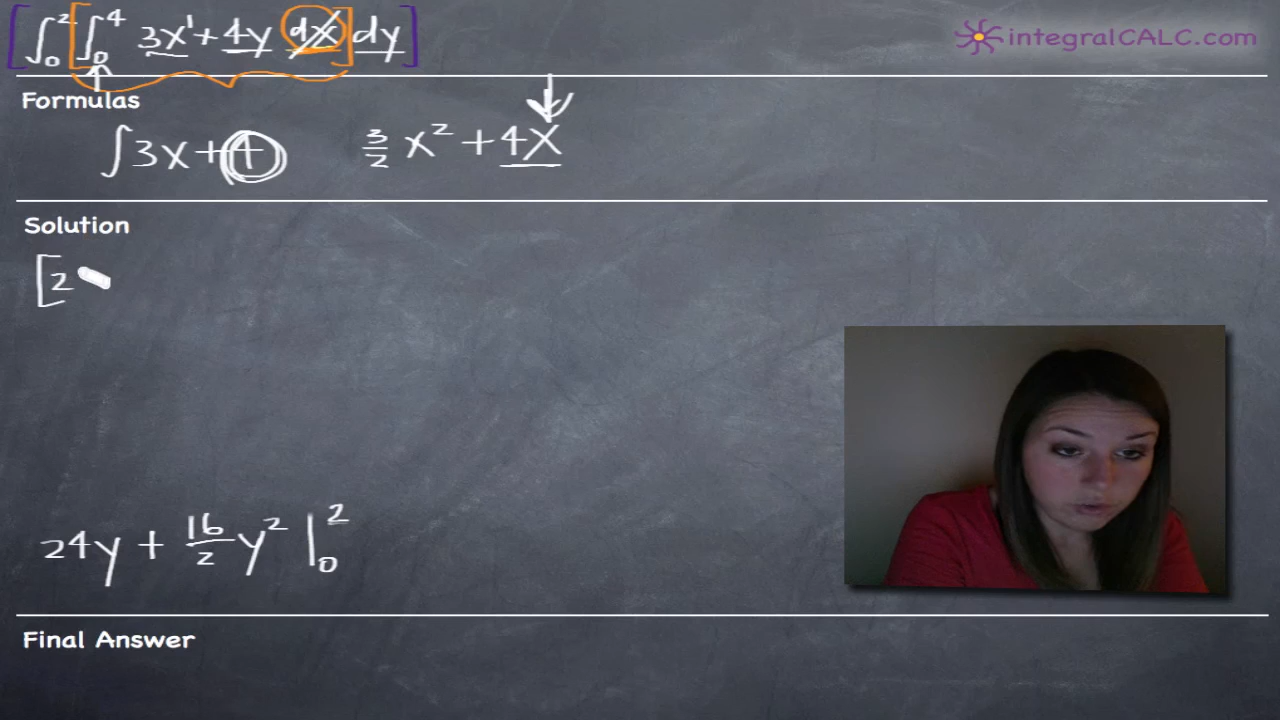 [∫₀² [∫₀⁴ 3x¹ + 4y dx] dy]
integralCALC.com
Formulas
∫3x + 4    3/2 x² + 4x
Solution
[2
24y + 16/2 y² |₀²
Final Answer